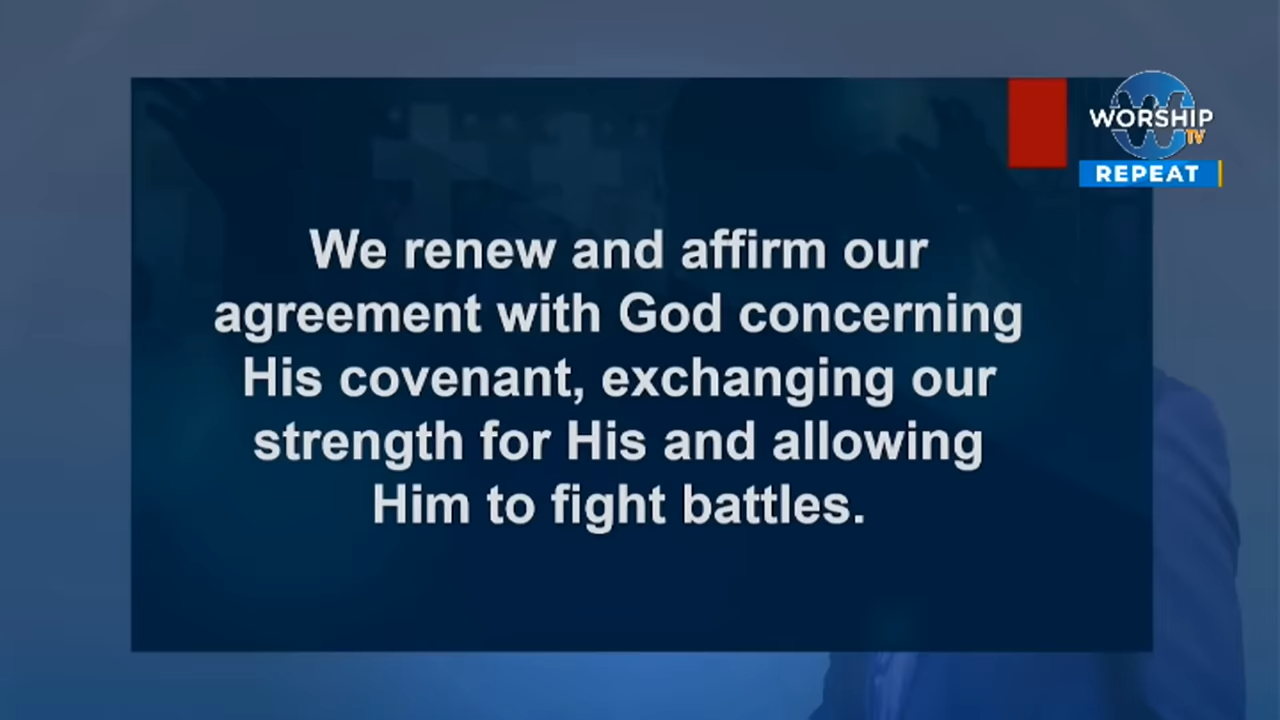 WORSHIP
TV
REPEAT
We renew and affirm our
agreement with God concerning
His covenant, exchanging our
strength for His and allowing
Him to fight battles.